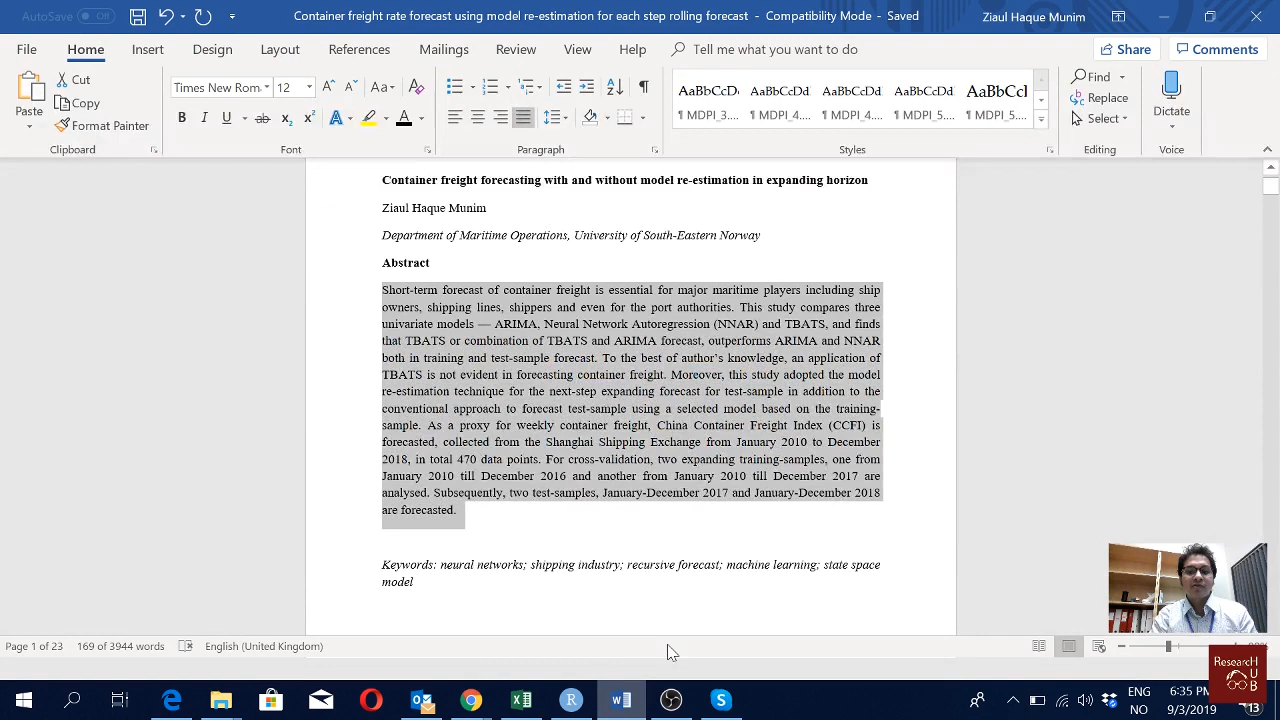 AutoSave Off
Container freight rate forecast using model re-estimation for each step rolling forecast - Compatibility Mode - Saved
Ziaul Haque Munim
File Home Insert Design Layout References Mailings Review View Help Tell me what you want to do Share Comments
Paste
Cut
Copy
Format Painter
Clipboard
Times New Rom 12
Font
Paragraph
AaBbCcDc AaBbCcDd AaBbCcDd AaBbCcDd AaBbCcl
¶ MDPI_3.... ¶ MDPI_4.... ¶ MDPI_4.... ¶ MDPI_5.... ¶ MDPI_5....
Styles
Find
Replace
Select
Editing
Dictate
Voice
Container freight forecasting with and without model re-estimation in expanding horizon
Ziaul Haque Munim
Department of Maritime Operations, University of South-Eastern Norway
Abstract
Short-term forecast of container freight is essential for major maritime players including ship
owners, shipping lines, shippers and even for the port authorities. This study compares three
univariate models — ARIMA, Neural Network Autoregression (NNAR) and TBATS, and finds
that TBATS or combination of TBATS and ARIMA forecast, outperforms ARIMA and NNAR
both in training and test-sample forecast. To the best of author's knowledge, an application of
TBATS is not evident in forecasting container freight. Moreover, this study adopted the model
re-estimation technique for the next-step expanding forecast for test-sample in addition to the
conventional approach to forecast test-sample using a selected model based on the training-
sample. As a proxy for weekly container freight, China Container Freight Index (CCFI) is
forecasted, collected from the Shanghai Shipping Exchange from January 2010 to December
2018, in total 470 data points. For cross-validation, two expanding training-samples, one from
January 2010 till December 2016 and another from January 2010 till December 2017 are
analysed. Subsequently, two test-samples, January-December 2017 and January-December 2018
are forecasted.
Keywords: neural networks; shipping industry; recursive forecast; machine learning; state space
model
Page 1 of 23 169 of 3944 words English (United Kingdom)
Research HUB
ENG
NO
6:35 PM
9/3/2019
13